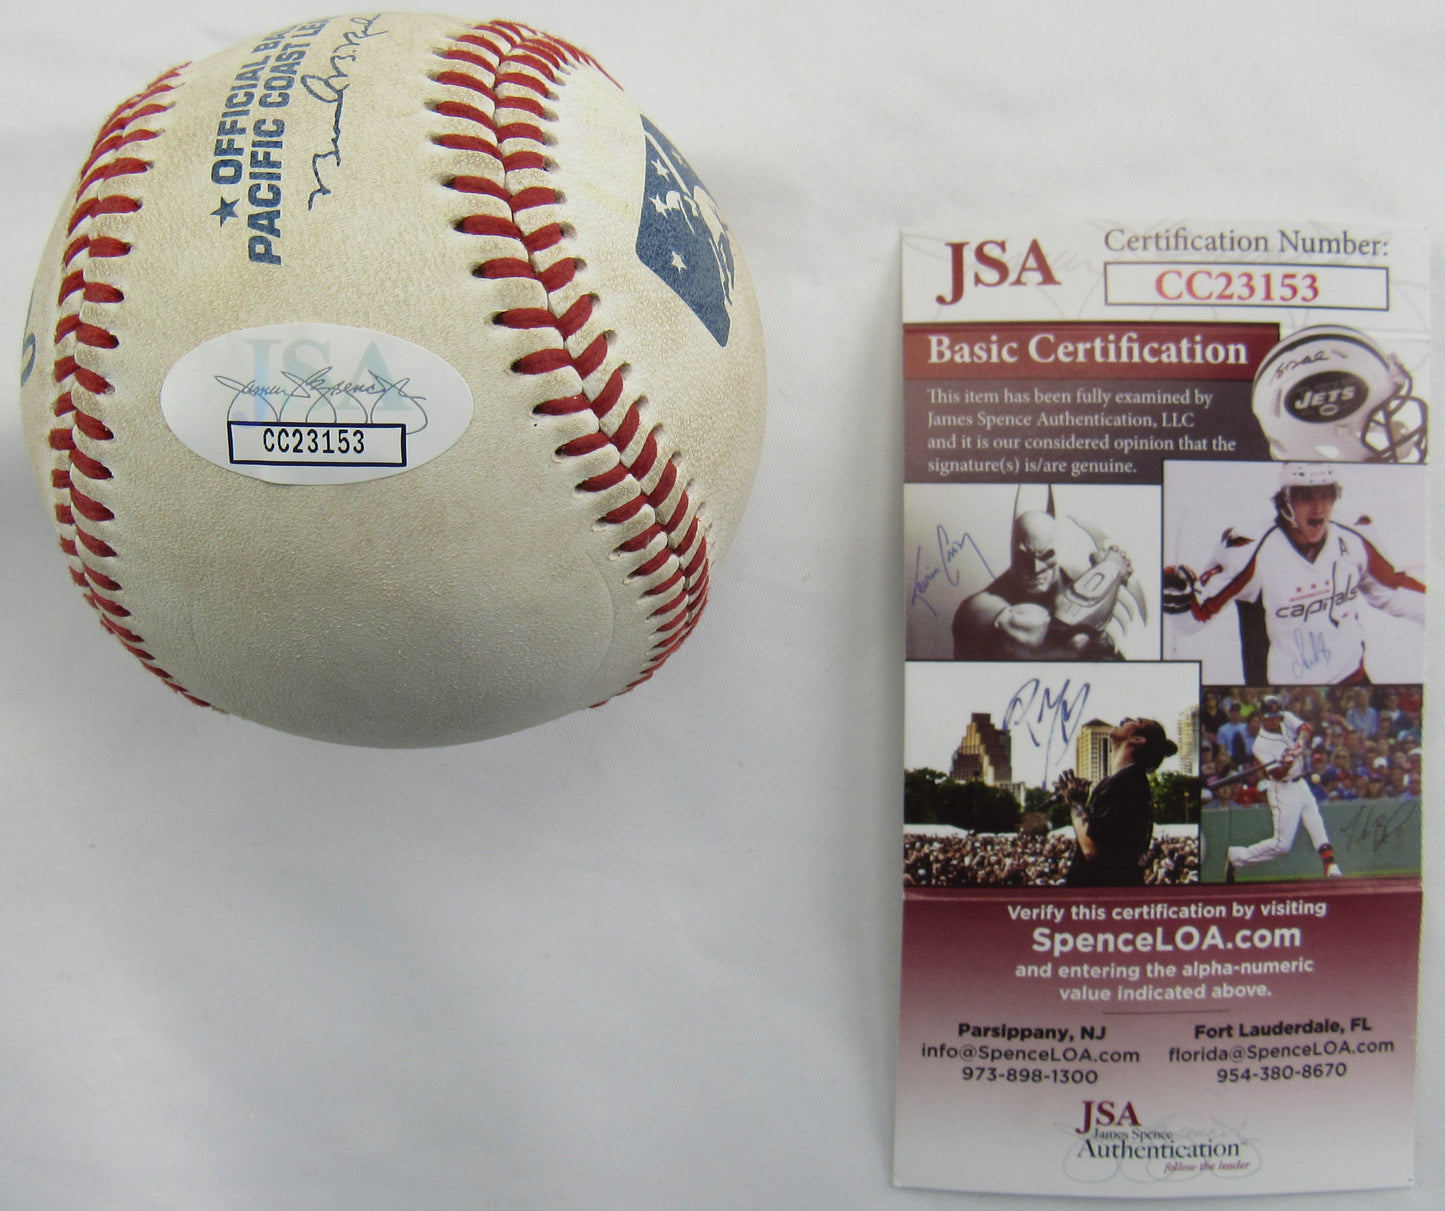 ★ OFFICIAL BA
PACIFIC COAST LE
JSA
CC23153
JSA
Certification Number:
CC23153
Basic Certification
This item has been fully examined by
James Spence Authentication, LLC
and it is our considered opinion that the
signature(s) is/are genuine.
JETS
Kevin Conroy
WASHINGTON
capitals
A
Verify this certification by visiting
SpenceLOA.com
and entering the alpha-numeric
value indicated above.
Parsippany, NJ
info@SpenceLOA.com
973-898-1300
Fort Lauderdale, FL
florida@SpenceLOA.com
954-380-8670
JSA
James Spence
Authentication
follow the leader